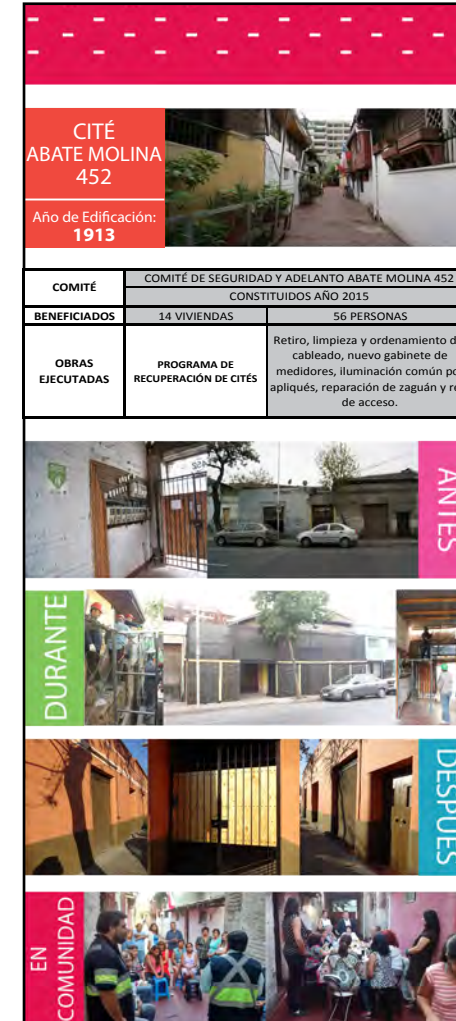 CITÉ
ABATE MOLINA
452
Año de Edificación:
1913
COMITÉ
COMITÉ DE SEGURIDAD Y ADELANTO ABATE MOLINA 452
CONSTITUIDOS AÑO 2015
BENEFICIADOS
14 VIVIENDAS
56 PERSONAS
OBRAS
EJECUTADAS
PROGRAMA DE
RECUPERACIÓN DE CITÉS
Retiro, limpieza y ordenamiento
cableado, nuevo gabinete de
medidores, iluminación común
apliqués, reparación de zaguán y
de acceso.
ANTES
DURANTE
DESPUES
EN
COMUNIDAD